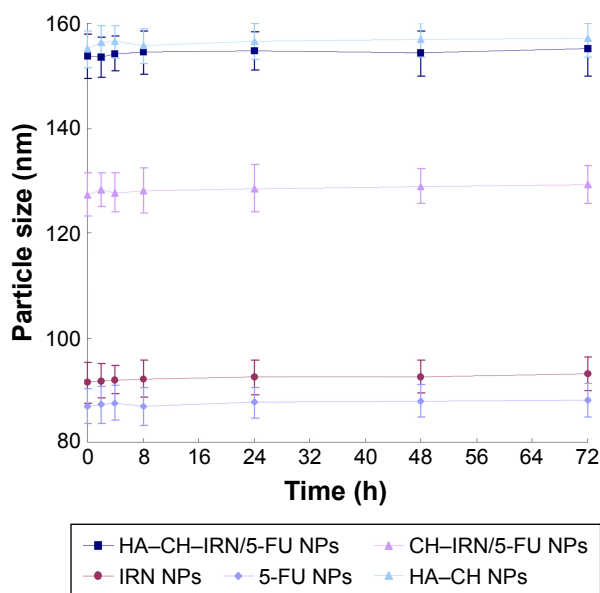 160
140
120
100
80
Particle size (nm)
0 8 16 24 32 40 48 56 64 72
Time (h)
HA–CH–IRN/5-FU NPs CH–IRN/5-FU NPs
IRN NPs 5-FU NPs HA–CH NPs